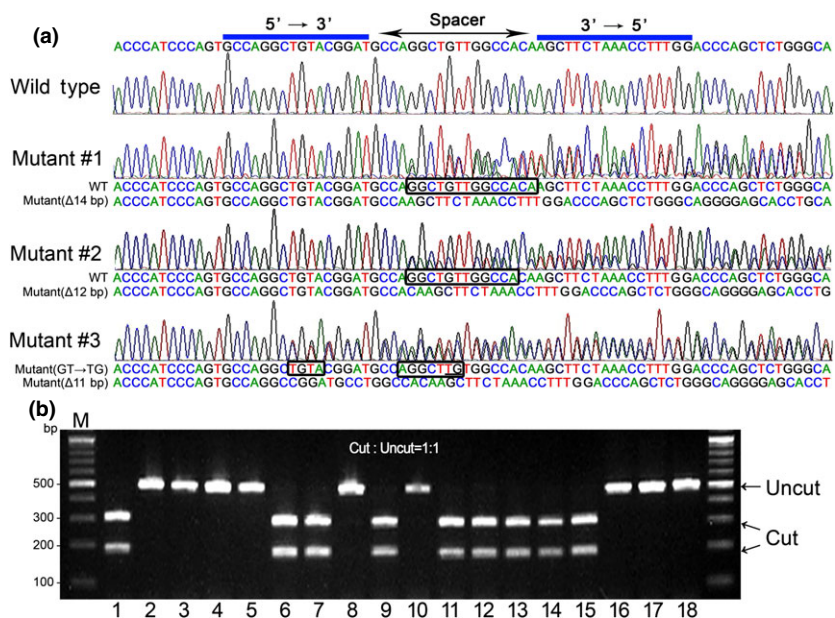 (a)
5’ → 3’
Spacer
3’ → 5’
ACCCATCCCAGTGCCAGGCTGTACGGATGCCAGGCTGTTGGCCACAAGCTTCTAAACCTTTGGACCCAGCTCTGGGCA
Wild type
Mutant #1
WT ACCCATCCCAGTGCCAGGCTGTACGGATGCCAGGCTGTTGGCCACAAGCTTCTAAACCTTTGGACCCAGCTCTGGGCA
Mutant(Δ14 bp) ACCCATCCCAGTGCCAGGCTGTACGGATGCCAAGCTTCTAAACCTTTGGACCCAGCTCTGGGCAGGGGAGCACCTGCA
Mutant #2
WT ACCCATCCCAGTGCCAGGCTGTACGGATGCCAGGCTGTTGGCCACAAGCTTCTAAACCTTTGGACCCAGCTCTGGGCA
Mutant(Δ12 bp) ACCCATCCCAGTGCCAGGCTGTACGGATGCCACAAGCTTCTAAACCTTTGGACCCAGCTCTGGGCAGGGGAGCACCTG
Mutant #3
Mutant(GT→TG) ACCCATCCCAGTGCCAGGCTGTACGGATGCCAGGCTTGTGGCCACAAGCTTCTAAACCTTTGGACCCAGCTCTGGGCA
Mutant(Δ11 bp) ACCCATCCCAGTGCCAGGCCGGATGCCTGGCCACAAGCTTCTAAACCTTTGGACCCAGCTCTGGGCAGGGGAGCACCT
(b)
M
bp
Cut : Uncut=1:1
500
Uncut
300
Cut
200
100
1 2 3 4 5 6 7 8 9 10 11 12 13 14 15 16 17 18